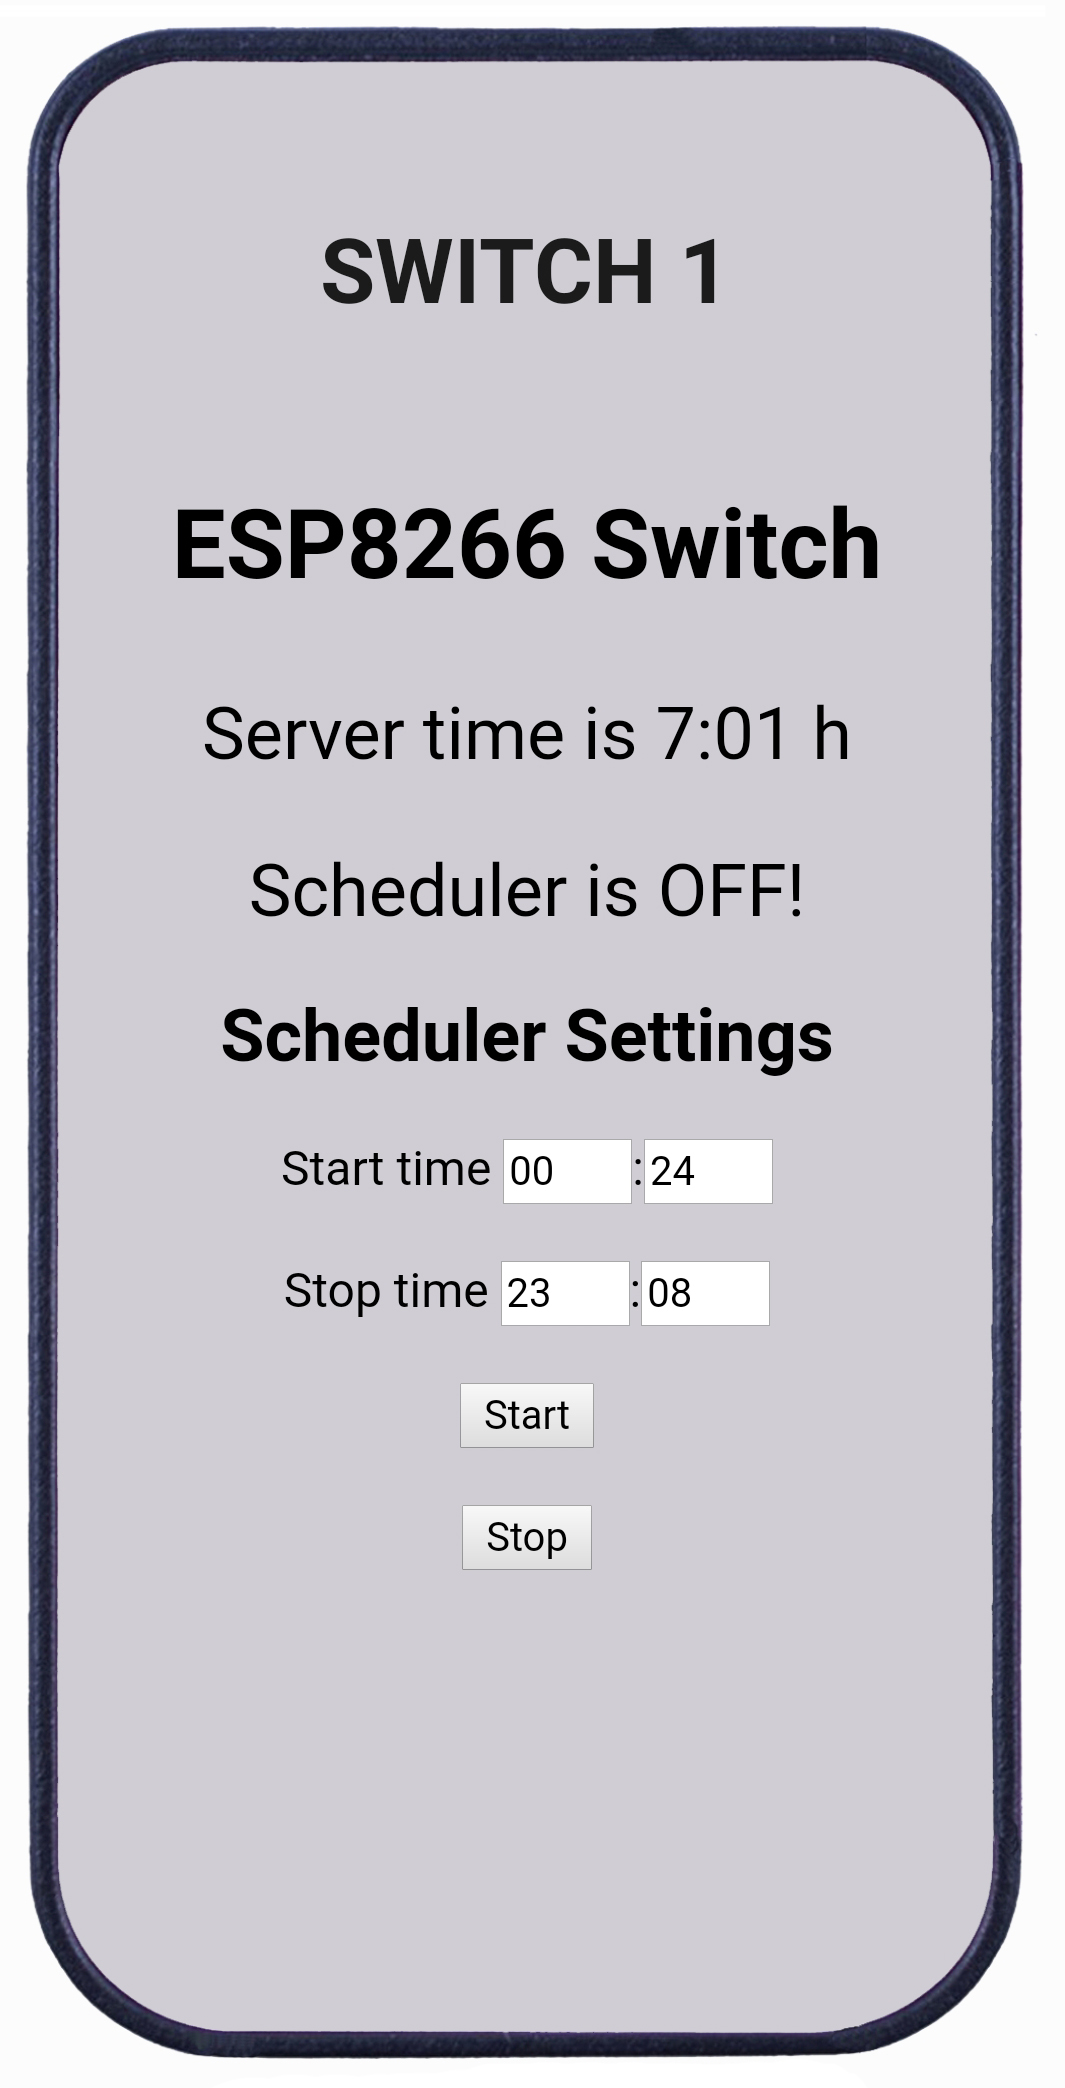 SWITCH 1
ESP8266 Switch
Server time is 7:01 h
Scheduler is OFF!
Scheduler Settings
Start time 00:24
Stop time 23:08
Start
Stop